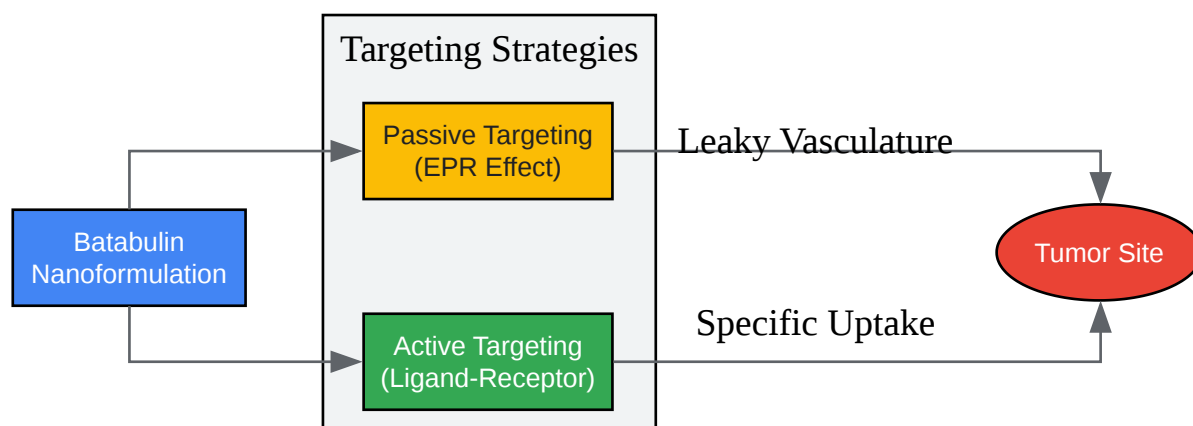 Targeting Strategies
Passive Targeting
(EPR Effect)
Leaky Vasculature
Batabulin
Nanoformulation
Tumor Site
Specific Uptake
Active Targeting
(Ligand-Receptor)